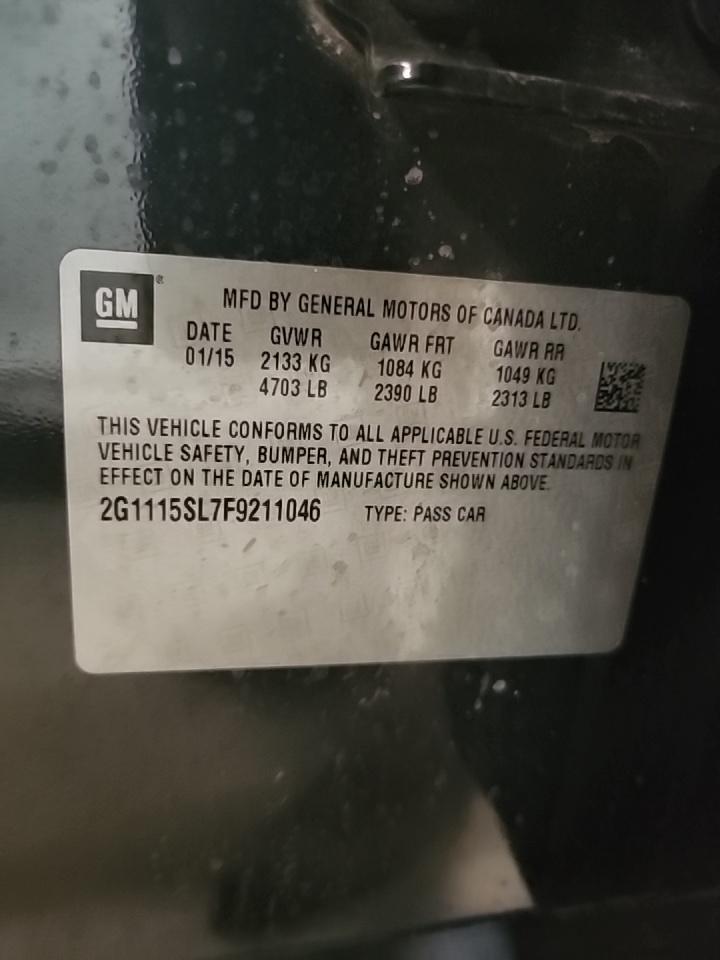 GM®
MFD BY GENERAL MOTORS OF CANADA LTD.
DATE GVWR GAWR FRT GAWR RR
01/15 2133 KG 1084 KG 1049 KG
4703 LB 2390 LB 2313 LB
THIS VEHICLE CONFORMS TO ALL APPLICABLE U.S. FEDERAL MOTOR
VEHICLE SAFETY, BUMPER, AND THEFT PREVENTION STANDARDS IN
EFFECT ON THE DATE OF MANUFACTURE SHOWN ABOVE.
2G1115SL7F9211046 TYPE: PASS CAR